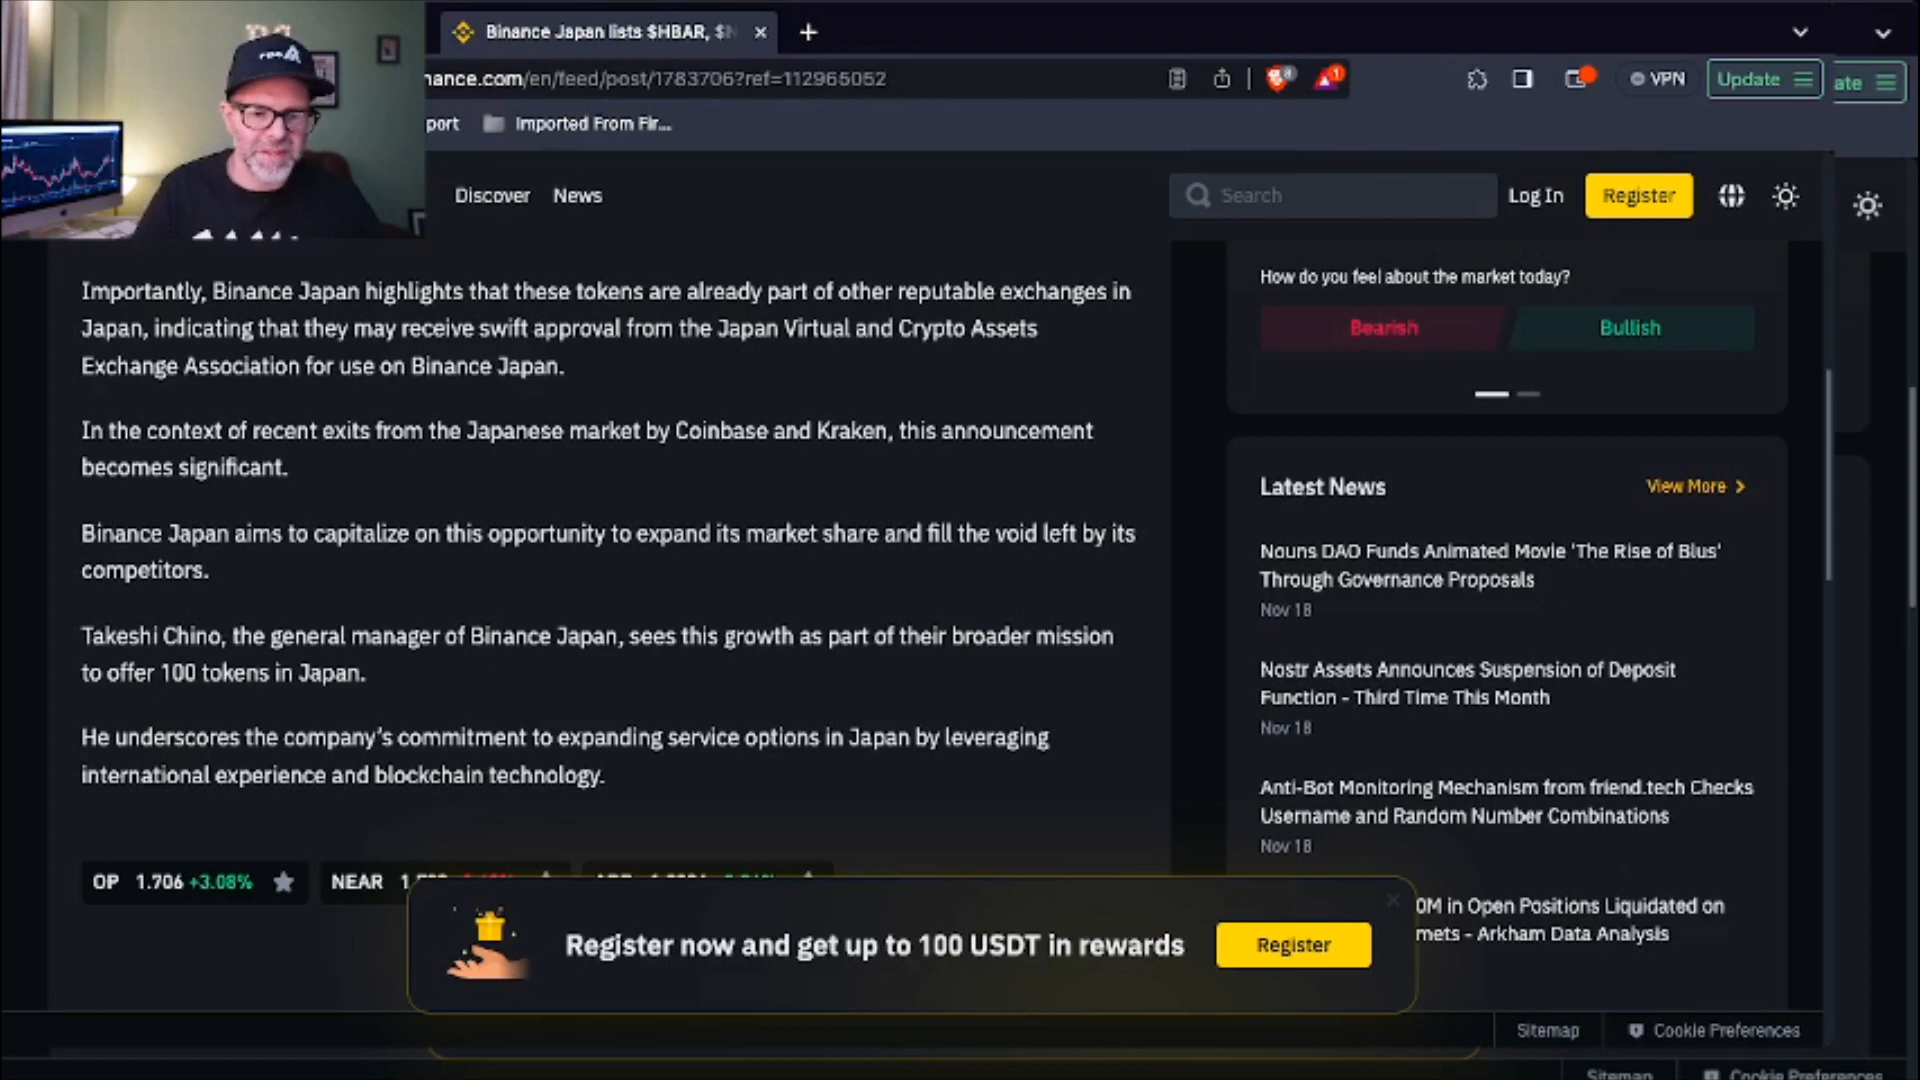 Binance Japan lists $HBAR, $
nance.com/en/feed/post/1783706?ref=112965052
VPN
Update
ate
port
Imported From Fir...
Discover
News
Search
Log In
Register
Importantly, Binance Japan highlights that these tokens are already part of other reputable exchanges in
Japan, indicating that they may receive swift approval from the Japan Virtual and Crypto Assets
Exchange Association for use on Binance Japan.
In the context of recent exits from the Japanese market by Coinbase and Kraken, this announcement
becomes significant.
Binance Japan aims to capitalize on this opportunity to expand its market share and fill the void left by its
competitors.
Takeshi Chino, the general manager of Binance Japan, sees this growth as part of their broader mission
to offer 100 tokens in Japan.
He underscores the company's commitment to expanding service options in Japan by leveraging
international experience and blockchain technology.
OP 1.706 +3.08%
NEAR
How do you feel about the market today?
Bearish
Bullish
Latest News
View More
Nouns DAO Funds Animated Movie 'The Rise of Blus'
Through Governance Proposals
Nov 18
Nostr Assets Announces Suspension of Deposit
Function - Third Time This Month
Nov 18
Anti-Bot Monitoring Mechanism from friend.tech Checks
Username and Random Number Combinations
Nov 18
0M in Open Positions Liquidated on
mets - Arkham Data Analysis
Register now and get up to 100 USDT in rewards
Register
Sitemap
Cookie Preferences
Sitemap
Cookie Preferences